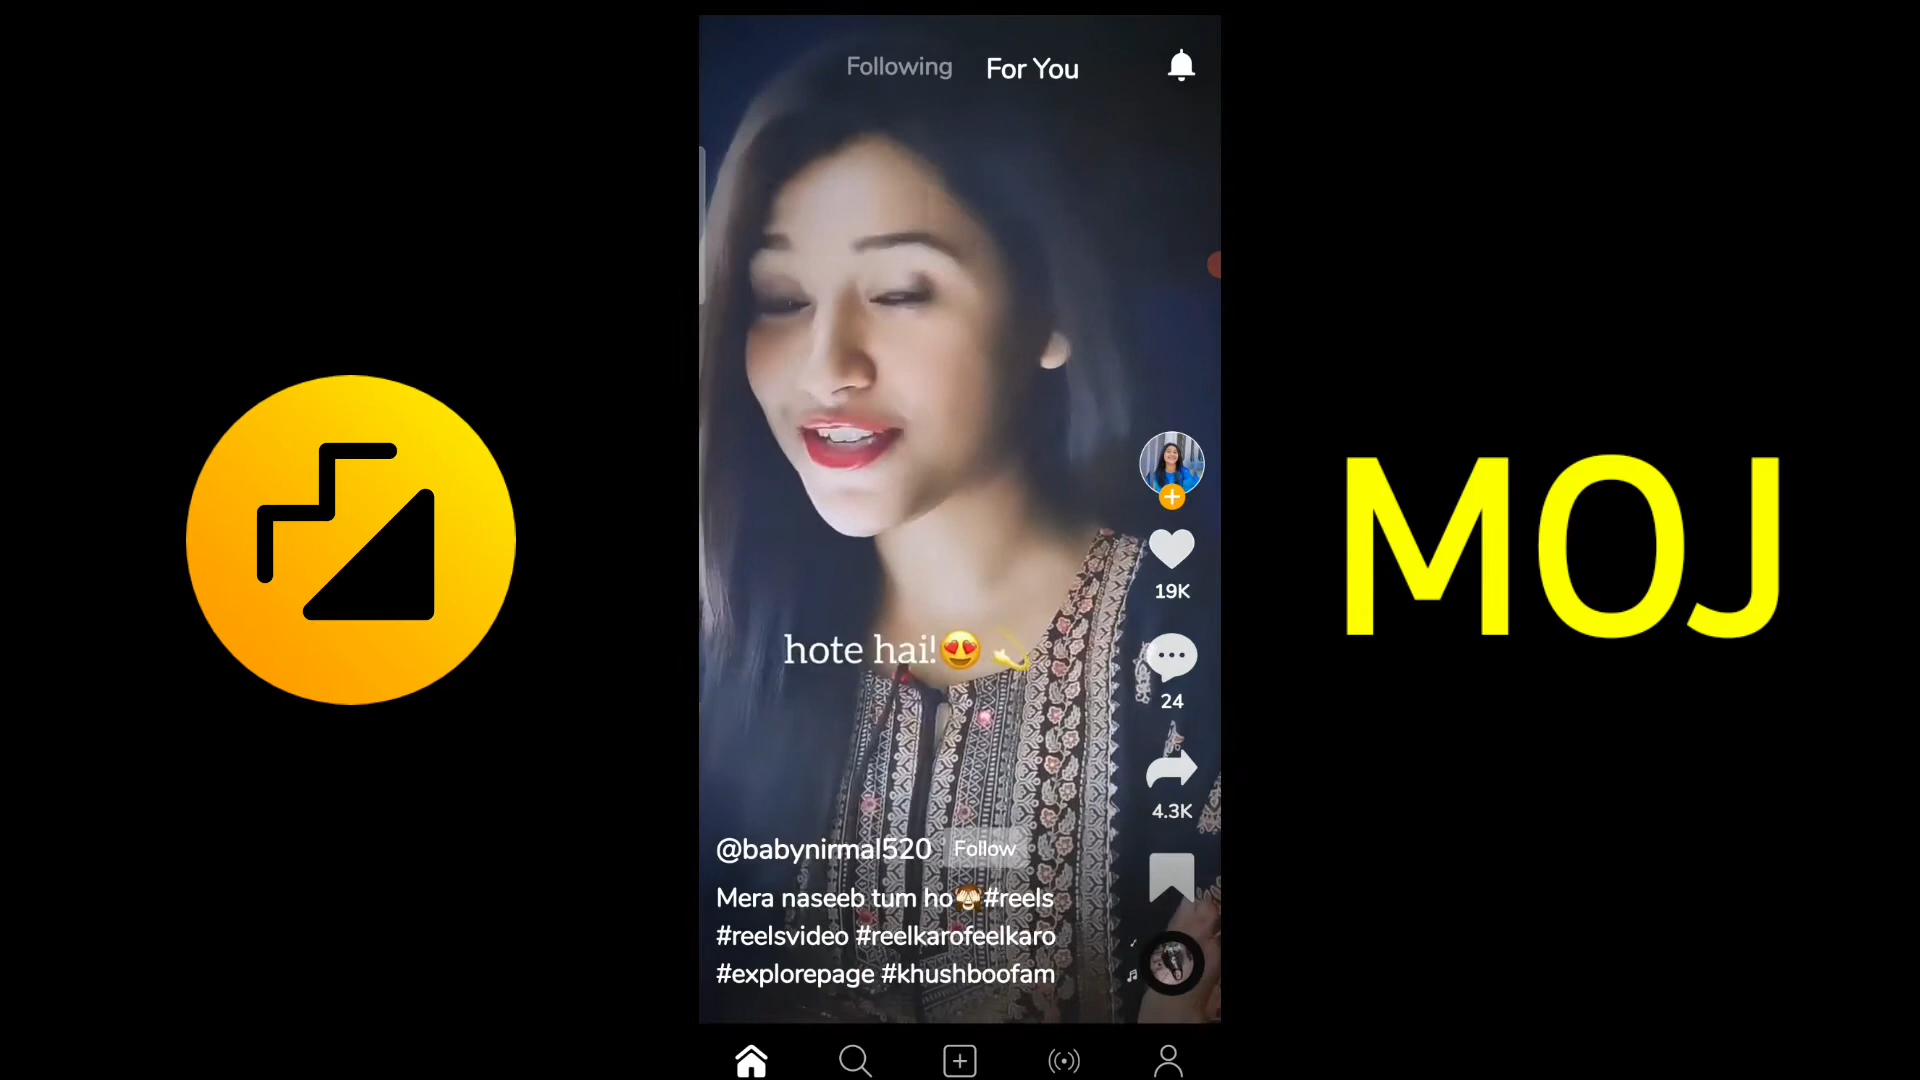 Following For You
MOJ
19K
hote hai!😍 💫
24
4.3K
@babynirmal520 Follow
Mera naseeb tum ho🙈#reels
#reelsvideo #reelkarofeelkaro
#explorepage #khushboofam